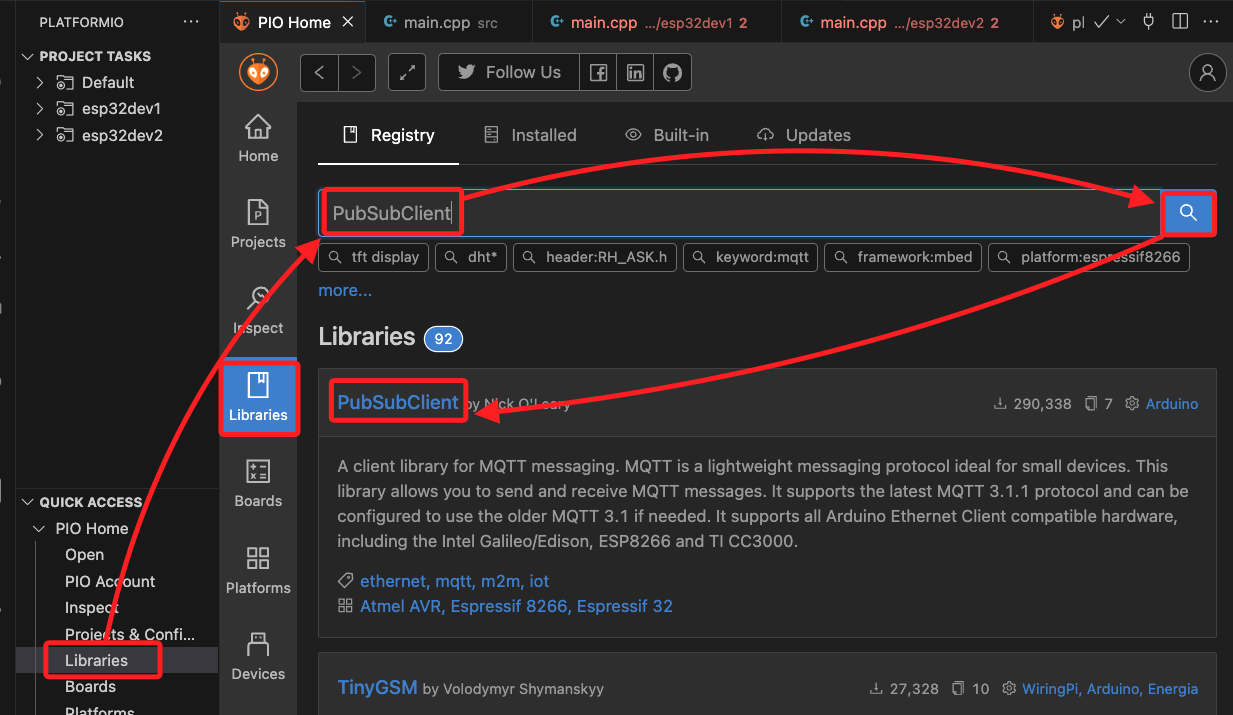 PLATFORMIO
PROJECT TASKS
Default
esp32dev1
esp32dev2
QUICK ACCESS
PIO Home
Open
PIO Account
Inspect
Projects & Confi...
Libraries
Boards
Platforms
PIO Home
main.cpp src
main.cpp .../esp32dev1 2
main.cpp .../esp32dev2 2
pl
Follow Us
Home
Projects
Inspect
Libraries
Boards
Platforms
Devices
Registry
Installed
Built-in
Updates
PubSubClient
tft display
dht*
header:RH_ASK.h
keyword:mqtt
framework:mbed
platform:espressif8266
more...
Libraries 92
PubSubClient by Nick O'Leary
290,338
7
Arduino
A client library for MQTT messaging. MQTT is a lightweight messaging protocol ideal for small devices. This
library allows you to send and receive MQTT messages. It supports the latest MQTT 3.1.1 protocol and can be
configured to use the older MQTT 3.1 if needed. It supports all Arduino Ethernet Client compatible hardware,
including the Intel Galileo/Edison, ESP8266 and TI CC3000.
ethernet, mqtt, m2m, iot
Atmel AVR, Espressif 8266, Espressif 32
TinyGSM by Volodymyr Shymanskyy
27,328
10
WiringPi, Arduino, Energia